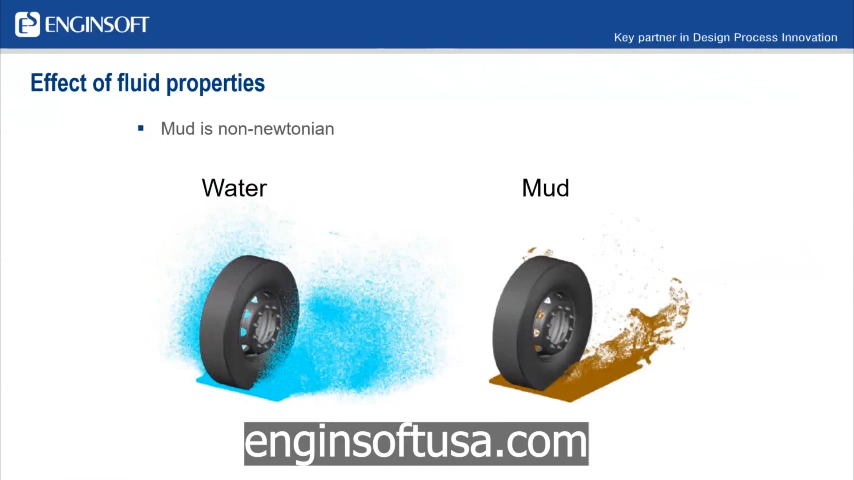 ENGINSOFT
Key partner in Design Process Innovation
Effect of fluid properties
Mud is non-newtonian
Water
Mud
enginsoftusa.com